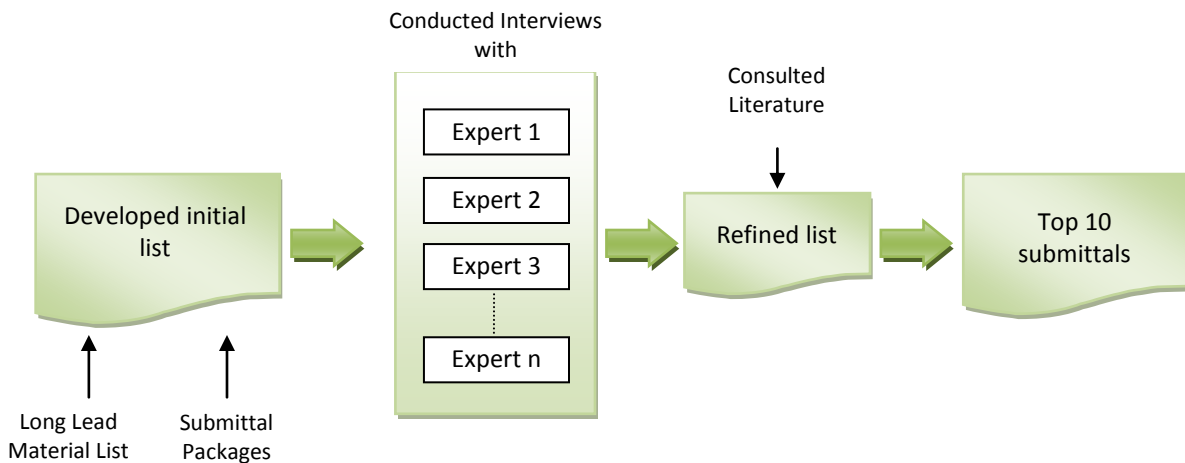 Conducted Interviews
with
Expert 1
Expert 2
Expert 3
Expert n
Consulted
Literature
Developed initial
list
Refined list
Top 10
submittals
Long Lead
Material List
Submittal
Packages